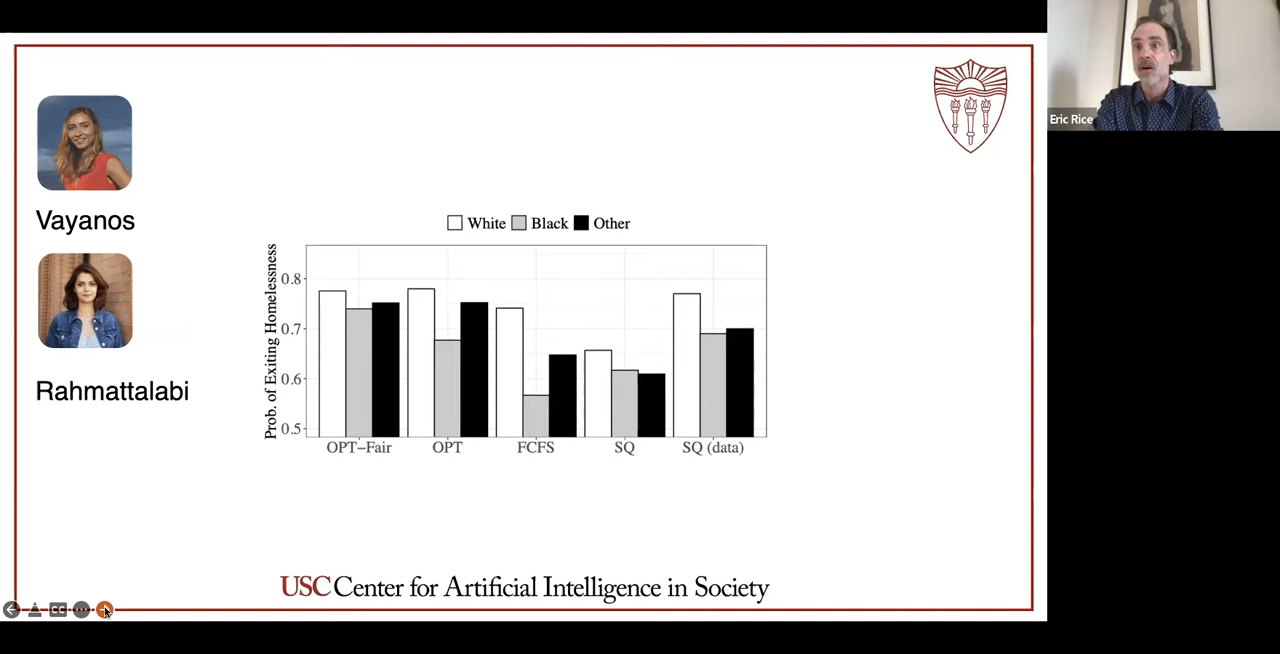 Vayanos
Rahmattalabi
White Black Other
Prob. of Exiting Homelessness
0.8
0.7
0.6
0.5
OPT−Fair OPT FCFS SQ SQ (data)
USC Center for Artificial Intelligence in Society
CC
Eric Rice